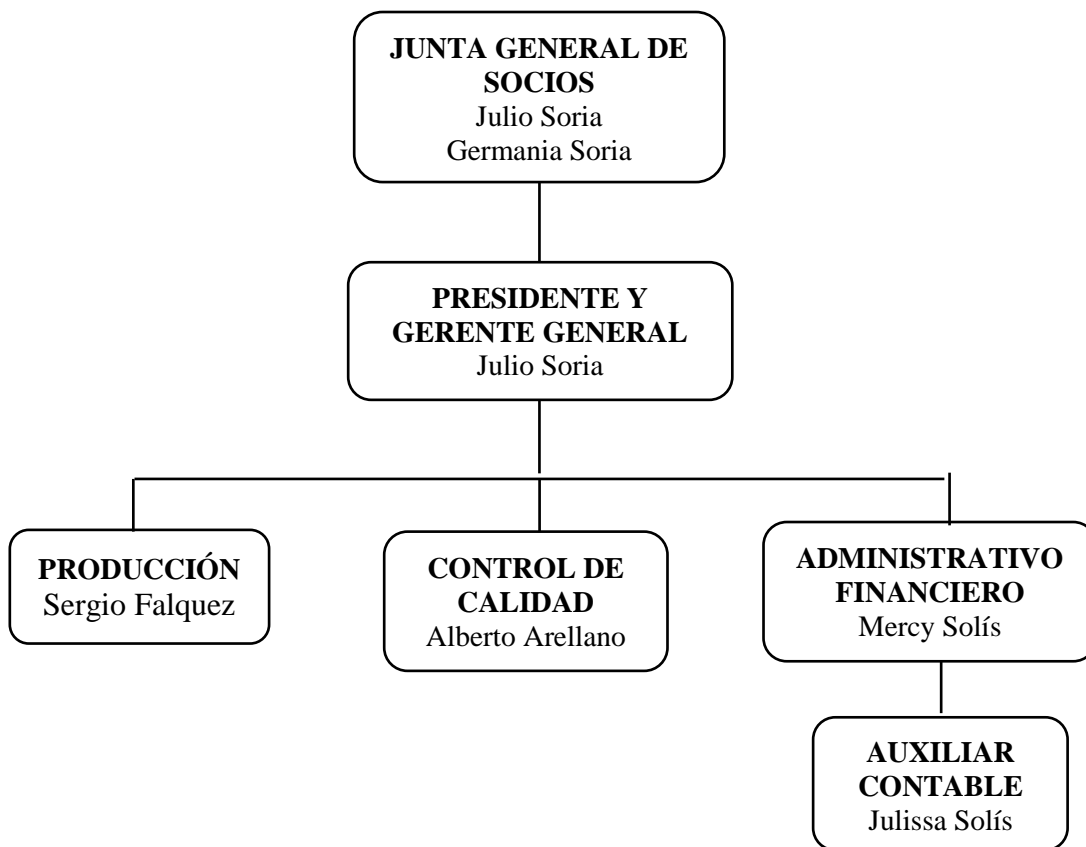 JUNTA GENERAL DE
SOCIOS
Julio Soria
Germania Soria
PRESIDENTE Y
GERENTE GENERAL
Julio Soria
PRODUCCIÓN
Sergio Falquez
CONTROL DE
CALIDAD
Alberto Arellano
ADMINISTRATIVO
FINANCIERO
Mercy Solís
AUXILIAR
CONTABLE
Julissa Solís